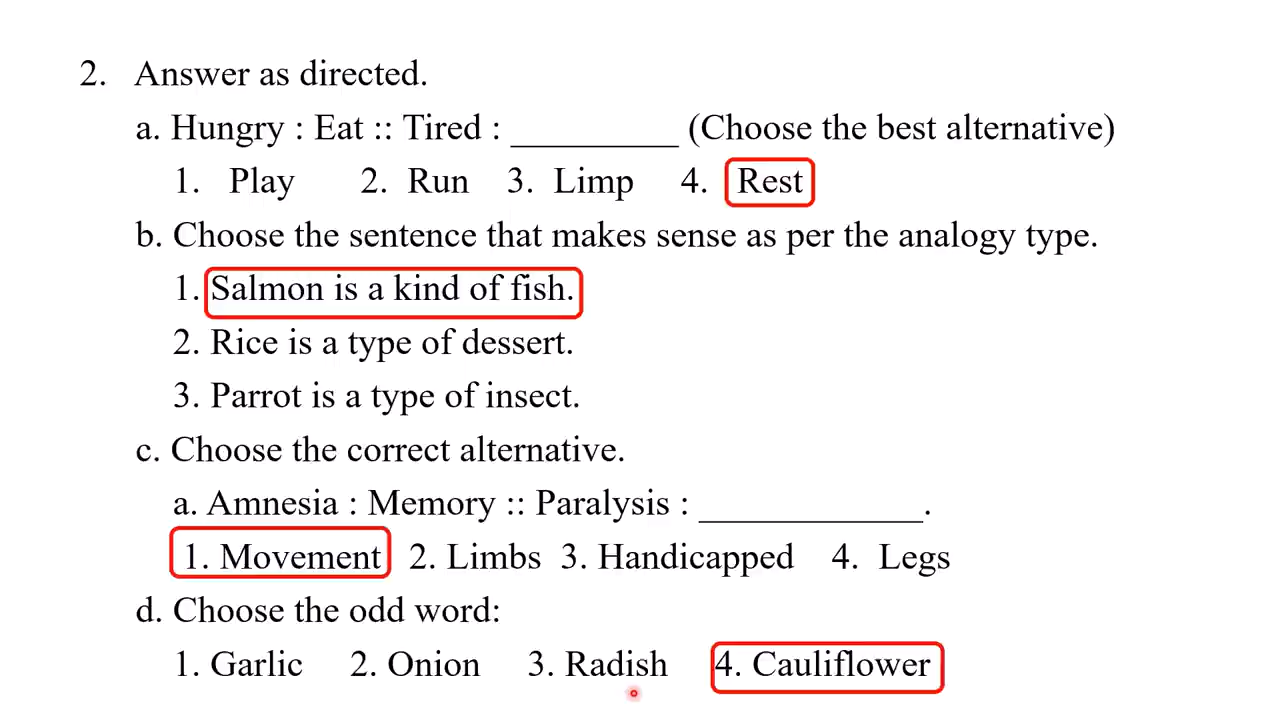 2. Answer as directed.
a. Hungry : Eat :: Tired : _________ (Choose the best alternative)
1. Play 2. Run 3. Limp 4. Rest
b. Choose the sentence that makes sense as per the analogy type.
1. Salmon is a kind of fish.
2. Rice is a type of dessert.
3. Parrot is a type of insect.
c. Choose the correct alternative.
a. Amnesia : Memory :: Paralysis : ____________.
1. Movement 2. Limbs 3. Handicapped 4. Legs
d. Choose the odd word:
1. Garlic 2. Onion 3. Radish 4. Cauliflower